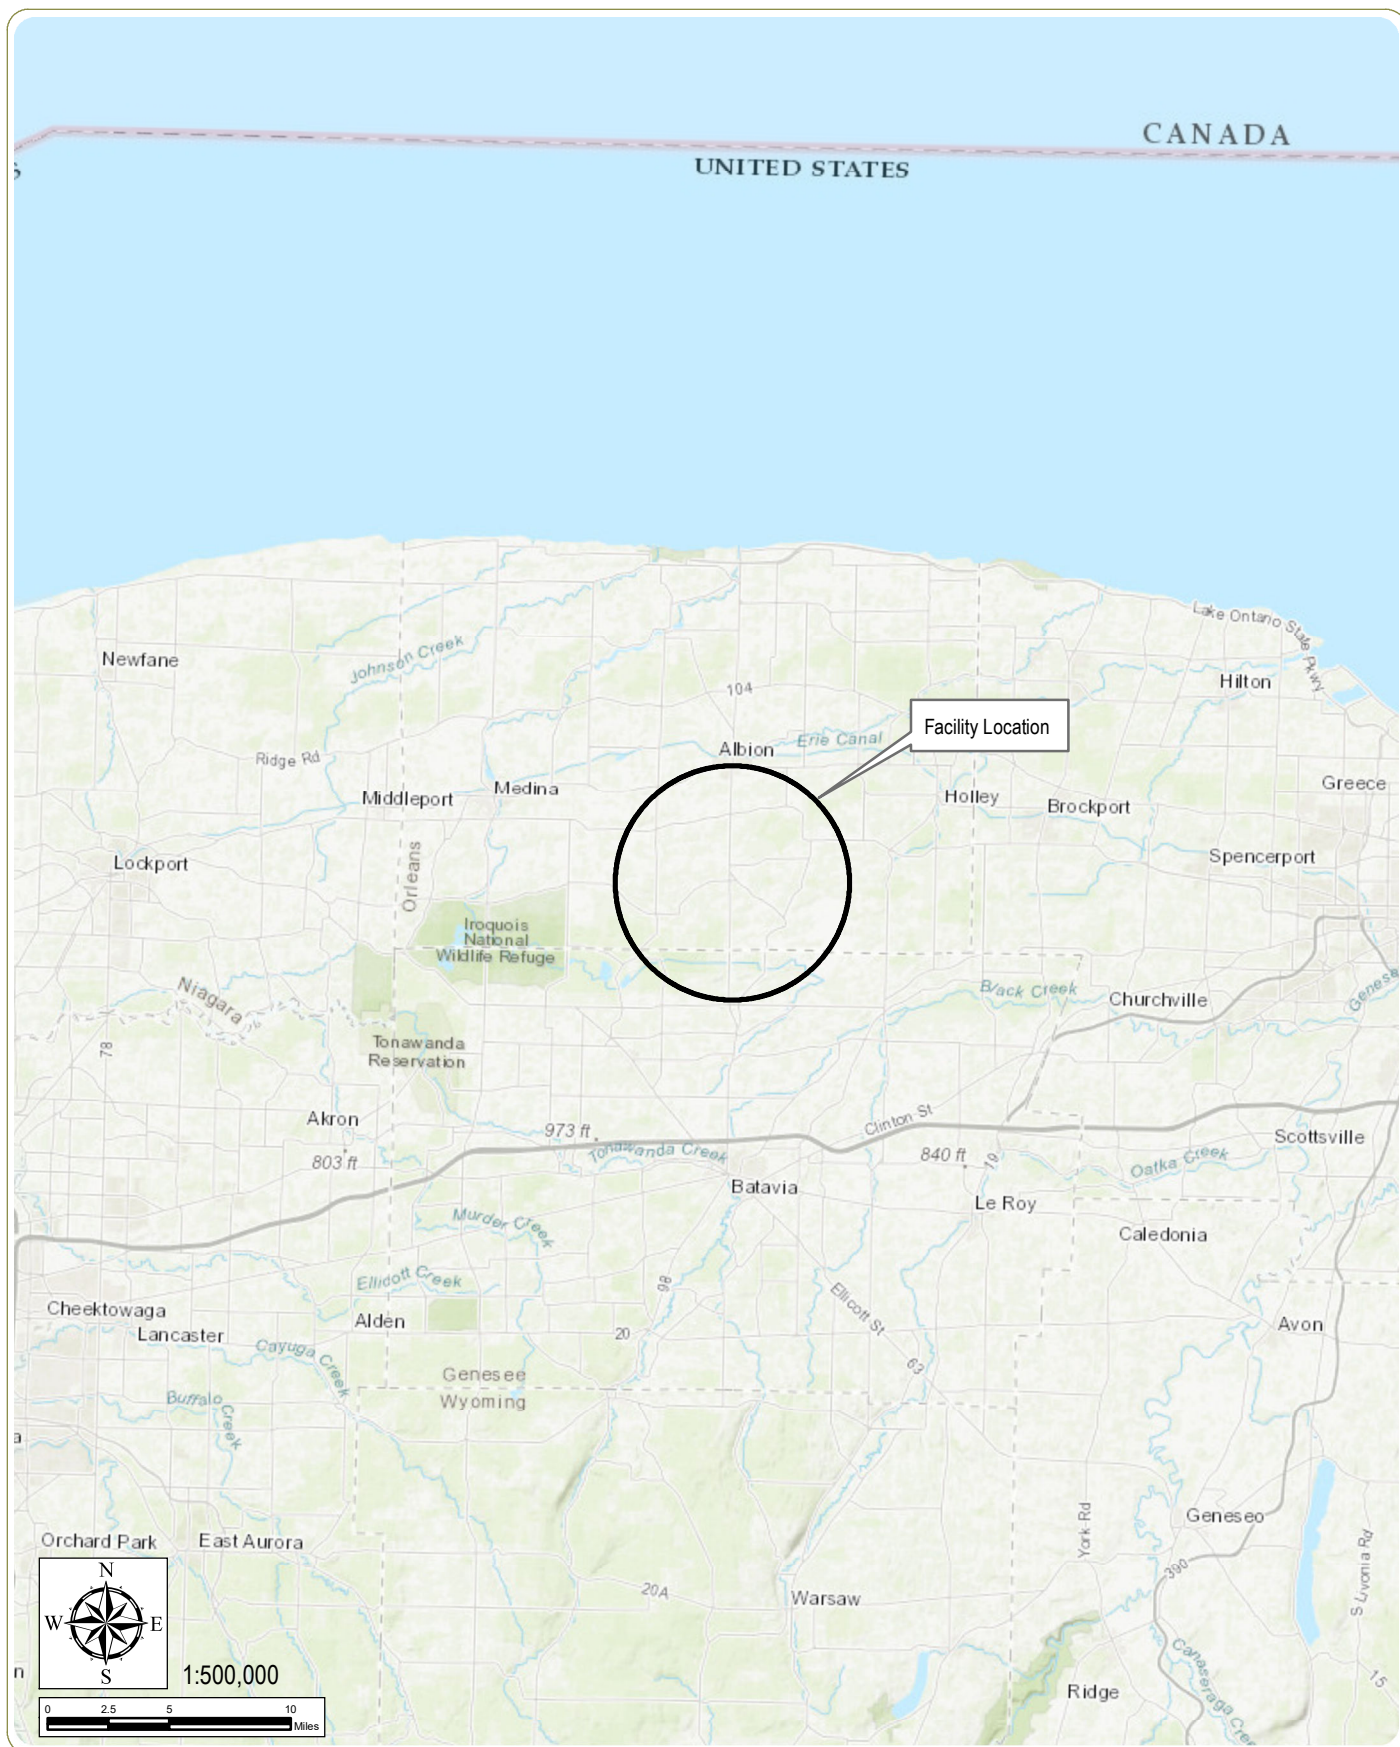 CANADA
UNITED STATES
Lake Ontario State Pkwy
Johnson Creek
Newfane
Hilton
104
Facility Location
Erie Canal
Albion
Ridge Rd
Greece
Medina
Middleport
Holley
Brockport
Lockport
Spencerport
Orleans
Iroquois
National
Wildlife Refuge
Niagara
Black Creek
Churchville
Tonawanda
Reservation
78
Akron
973 ft
Clinton St
Scottsville
803 ft
Tonawanda Creek
840 ft
19
Oatka Creek
Batavia
Le Roy
Murder Creek
Caledonia
Ellicott Creek
98
Cheektowaga
Ellicott St
Alden
Avon
Lancaster
20
Cayuga Creek
63
Genesee
Wyoming
Buffalo Creek
Geneseo
York Rd
Orchard Park
East Aurora
390
S Livonia Rd
20A
Warsaw
N
W E
S
1:500,000
Canaseraga Cree
15
Ridge
0 2.5 5 10
Miles